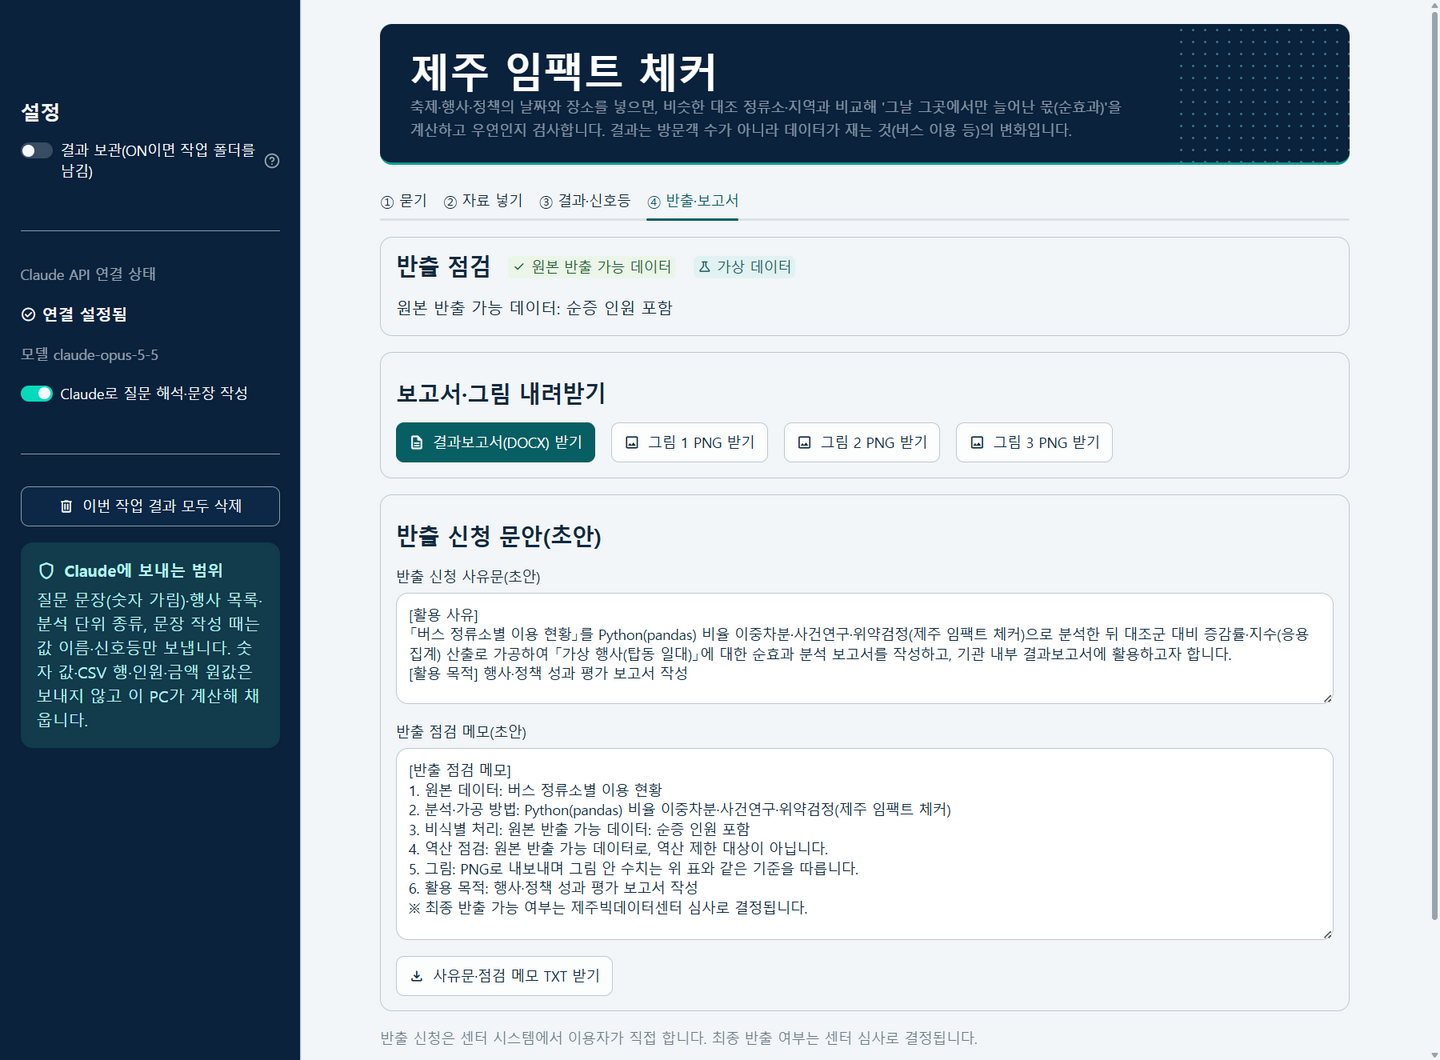 설정
결과 보관(ON이면 작업 폴더를
남김)
Claude API 연결 상태
연결 설정됨
모델 claude-opus-5-5
Claude로 질문 해석·문장 작성
이번 작업 결과 모두 삭제
Claude에 보내는 범위
질문 문장(숫자 가림)·행사 목록·
분석 단위 종류, 문장 작성 때는
값 이름·신호등만 보냅니다. 숫
자 값·CSV 행·인원·금액 원값은
보내지 않고 이 PC가 계산해 채
웁니다.
제주 임팩트 체커
축제·행사·정책의 날짜와 장소를 넣으면, 비슷한 대조 정류소·지역과 비교해 '그날 그곳에서만 늘어난 몫(순효과)'을
계산하고 우연인지 검사합니다. 결과는 방문객 수가 아니라 데이터가 재는 것(버스 이용 등)의 변화입니다.
① 묻기 ② 자료 넣기 ③ 결과·신호등 ④ 반출·보고서
반출 점검 원본 반출 가능 데이터 가상 데이터
원본 반출 가능 데이터: 순증 인원 포함
보고서·그림 내려받기
결과보고서(DOCX) 받기 그림 1 PNG 받기 그림 2 PNG 받기 그림 3 PNG 받기
반출 신청 문안(초안)
반출 신청 사유문(초안)
[활용 사유]
「버스 정류소별 이용 현황」를 Python(pandas) 비율 이중차분·사건연구·위약검정(제주 임팩트 체커)으로 분석한 뒤 대조군 대비 증감률·지수(응용
집계) 산출로 가공하여 「가상 행사(탑동 일대)」에 대한 순효과 분석 보고서를 작성하고, 기관 내부 결과보고서에 활용하고자 합니다.
[활용 목적] 행사·정책 성과 평가 보고서 작성
반출 점검 메모(초안)
[반출 점검 메모]
1. 원본 데이터: 버스 정류소별 이용 현황
2. 분석·가공 방법: Python(pandas) 비율 이중차분·사건연구·위약검정(제주 임팩트 체커)
3. 비식별 처리: 원본 반출 가능 데이터: 순증 인원 포함
4. 역산 점검: 원본 반출 가능 데이터로, 역산 제한 대상이 아닙니다.
5. 그림: PNG로 내보내며 그림 안 수치는 위 표와 같은 기준을 따릅니다.
6. 활용 목적: 행사·정책 성과 평가 보고서 작성
※ 최종 반출 가능 여부는 제주빅데이터센터 심사로 결정됩니다.
사유문·점검 메모 TXT 받기
반출 신청은 센터 시스템에서 이용자가 직접 합니다. 최종 반출 여부는 센터 심사로 결정됩니다.